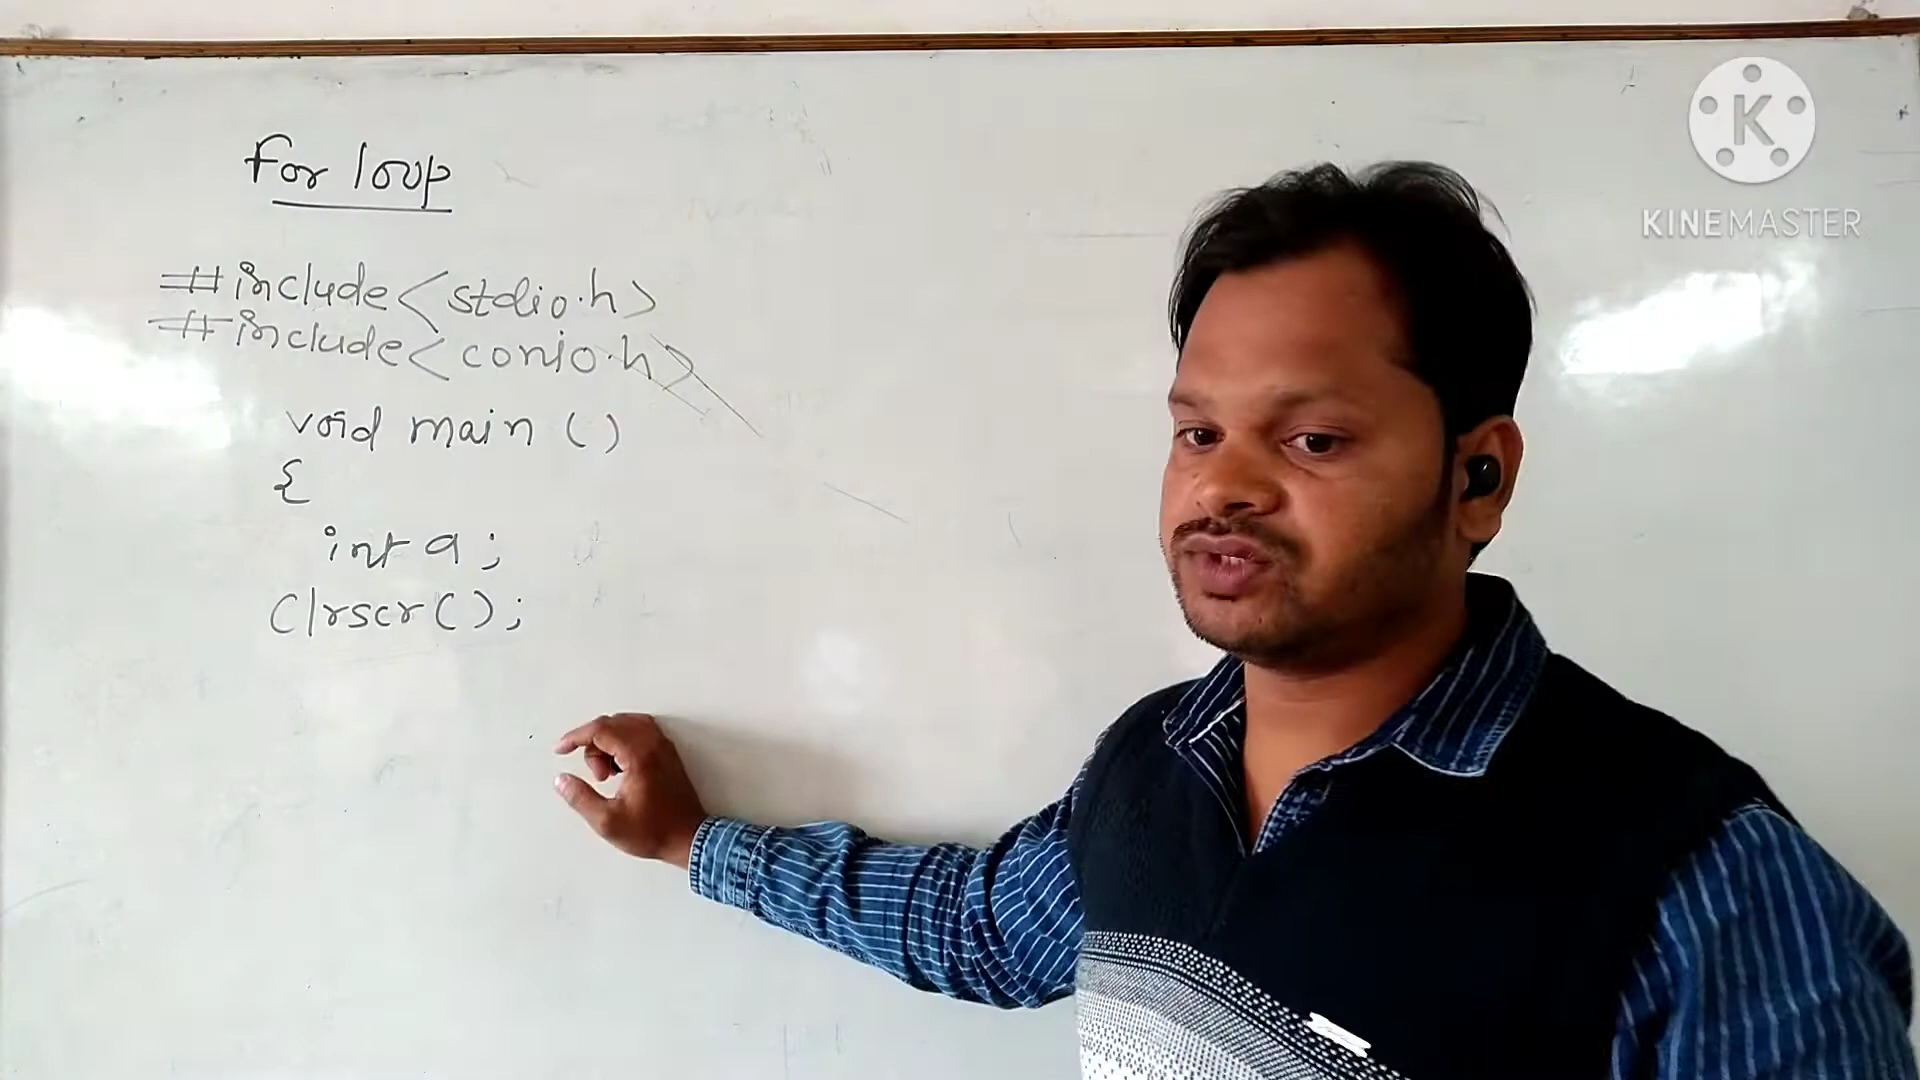 For loop
#include<stdio.h>
#include<conio.h>
void main ()
{
int a;
Clrscr();
K
KINEMASTER